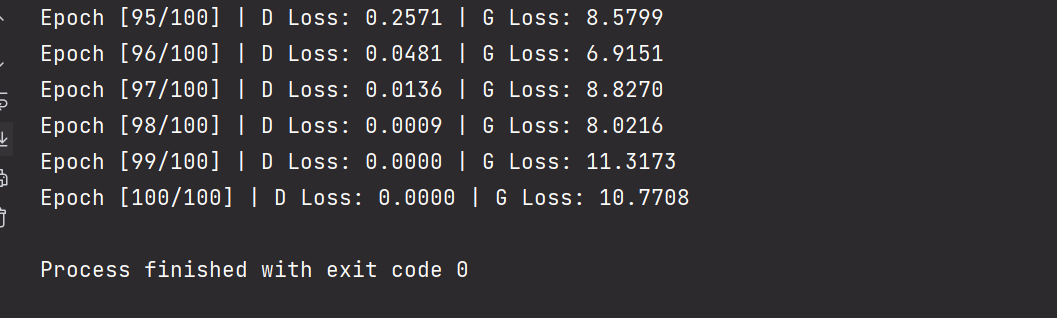 Epoch [95/100] | D Loss: 0.2571 | G Loss: 8.5799
Epoch [96/100] | D Loss: 0.0481 | G Loss: 6.9151
Epoch [97/100] | D Loss: 0.0136 | G Loss: 8.8270
Epoch [98/100] | D Loss: 0.0009 | G Loss: 8.0216
Epoch [99/100] | D Loss: 0.0000 | G Loss: 11.3173
Epoch [100/100] | D Loss: 0.0000 | G Loss: 10.7708
Process finished with exit code 0